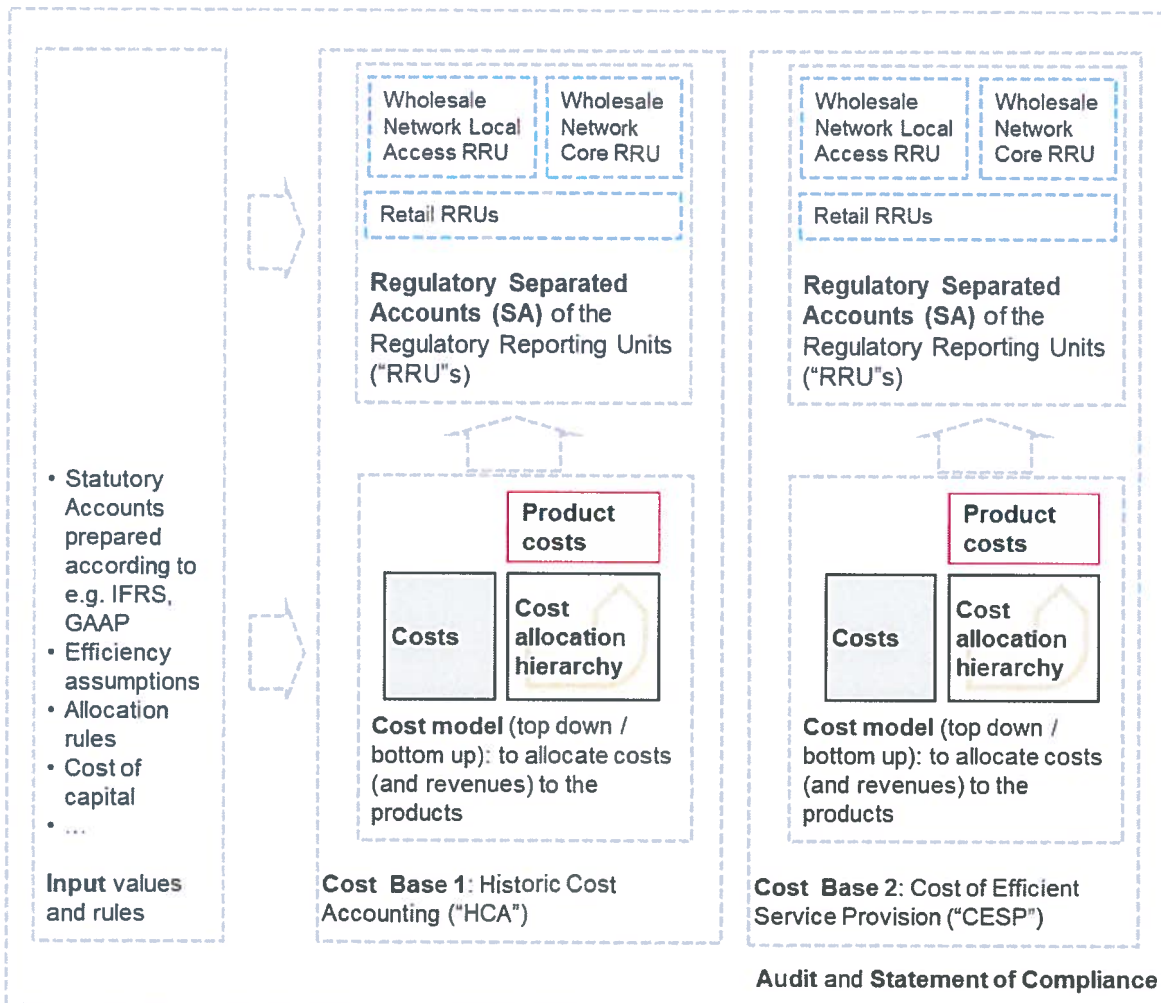 • Statutory
Accounts
prepared
according to
e.g. IFRS,
GAAP
• Efficiency
assumptions
• Allocation
rules
• Cost of
capital
• ...
Input values
and rules
Wholesale
Network Local
Access RRU
Wholesale
Network
Core RRU
Retail RRUs
Regulatory Separated
Accounts (SA) of the
Regulatory Reporting Units
("RRU"s)
Product
costs
Costs
Cost
allocation
hierarchy
Cost model (top down /
bottom up): to allocate costs
(and revenues) to the
products
Cost Base 1: Historic Cost
Accounting ("HCA")
Wholesale
Network Local
Access RRU
Wholesale
Network
Core RRU
Retail RRUs
Regulatory Separated
Accounts (SA) of the
Regulatory Reporting Units
("RRU"s)
Product
costs
Costs
Cost
allocation
hierarchy
Cost model (top down /
bottom up): to allocate costs
(and revenues) to the
products
Cost Base 2: Cost of Efficient
Service Provision ("CESP")
Audit and Statement of Compliance